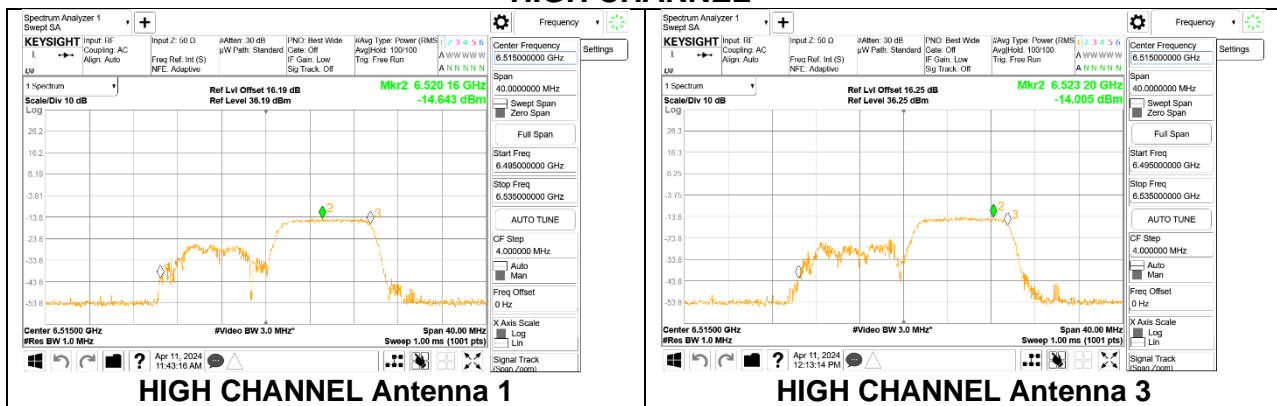 HIGH CHANNEL
Spectrum Analyzer 1
Swept SA
Frequency
KEYSIGHT
Input: RF
Coupling: AC
Align: Auto
Input Z: 50 Ω
Freq Ref: Int (S)
NFE: Adaptive
#Atten: 30 dB
µW Path: Standard
PNO: Best Wide
Gate: Off
IF Gain: Low
Sig Track: Off
#Avg Type: Power (RMS
Avg|Hold: 100/100
Trig: Free Run
1 2 3 4 5 6
A W W W W W
A N N N N N
Center Frequency
6.515000000 GHz
Settings
Span
40.0000000 MHz
Swept Span
Zero Span
Full Span
Start Freq
6.495000000 GHz
Stop Freq
6.535000000 GHz
AUTO TUNE
CF Step
4.000000 MHz
Auto
Man
Freq Offset
0 Hz
X Axis Scale
Log
Lin
Signal Track
(Span Zoom)
1 Spectrum
Scale/Div 10 dB
Log
Ref Lvl Offset 16.19 dB
Ref Level 36.19 dBm
Mkr2 6.520 16 GHz
-14.643 dBm
26.2
16.2
6.19
-3.81
-13.8
-23.8
-33.8
-43.8
-53.8
2
3
Center 6.51500 GHz
#Res BW 1.0 MHz
#Video BW 3.0 MHz*
Span 40.00 MHz
Sweep 1.00 ms (1001 pts)
Apr 11, 2024
11:43:16 AM
HIGH CHANNEL Antenna 1
Spectrum Analyzer 1
Swept SA
Frequency
KEYSIGHT
Input: RF
Coupling: AC
Align: Auto
Input Z: 50 Ω
Freq Ref: Int (S)
NFE: Adaptive
#Atten: 30 dB
µW Path: Standard
PNO: Best Wide
Gate: Off
IF Gain: Low
Sig Track: Off
#Avg Type: Power (RMS
Avg|Hold: 100/100
Trig: Free Run
1 2 3 4 5 6
A W W W W W
A N N N N N
Center Frequency
6.515000000 GHz
Settings
Span
40.0000000 MHz
Swept Span
Zero Span
Full Span
Start Freq
6.495000000 GHz
Stop Freq
6.535000000 GHz
AUTO TUNE
CF Step
4.000000 MHz
Auto
Man
Freq Offset
0 Hz
X Axis Scale
Log
Lin
Signal Track
(Span Zoom)
1 Spectrum
Scale/Div 10 dB
Log
Ref Lvl Offset 16.25 dB
Ref Level 36.25 dBm
Mkr2 6.523 20 GHz
-14.005 dBm
26.3
16.3
6.25
-3.75
-13.8
-23.8
-33.8
-43.8
-53.8
2
3
Center 6.51500 GHz
#Res BW 1.0 MHz
#Video BW 3.0 MHz*
Span 40.00 MHz
Sweep 1.00 ms (1001 pts)
Apr 11, 2024
12:13:14 PM
HIGH CHANNEL Antenna 3